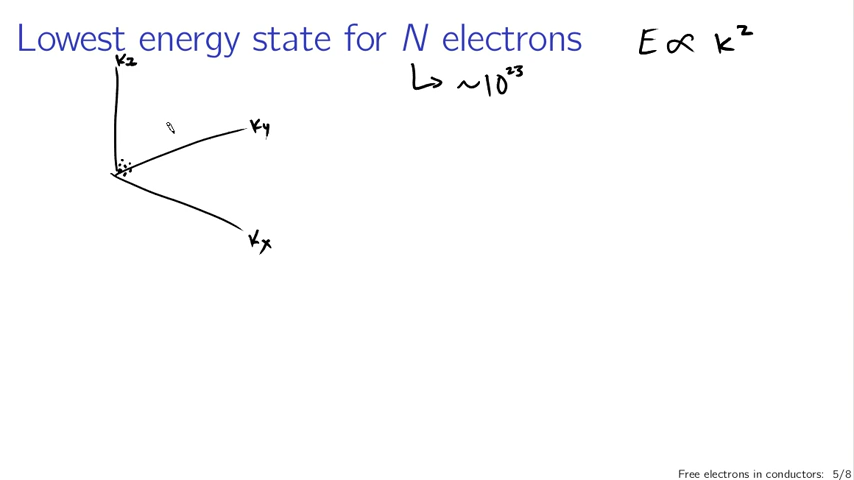 Lowest energy state for N electrons
E ∝ k²
↳ ~10²³
kz
ky
kx
Free electrons in conductors: 5/8